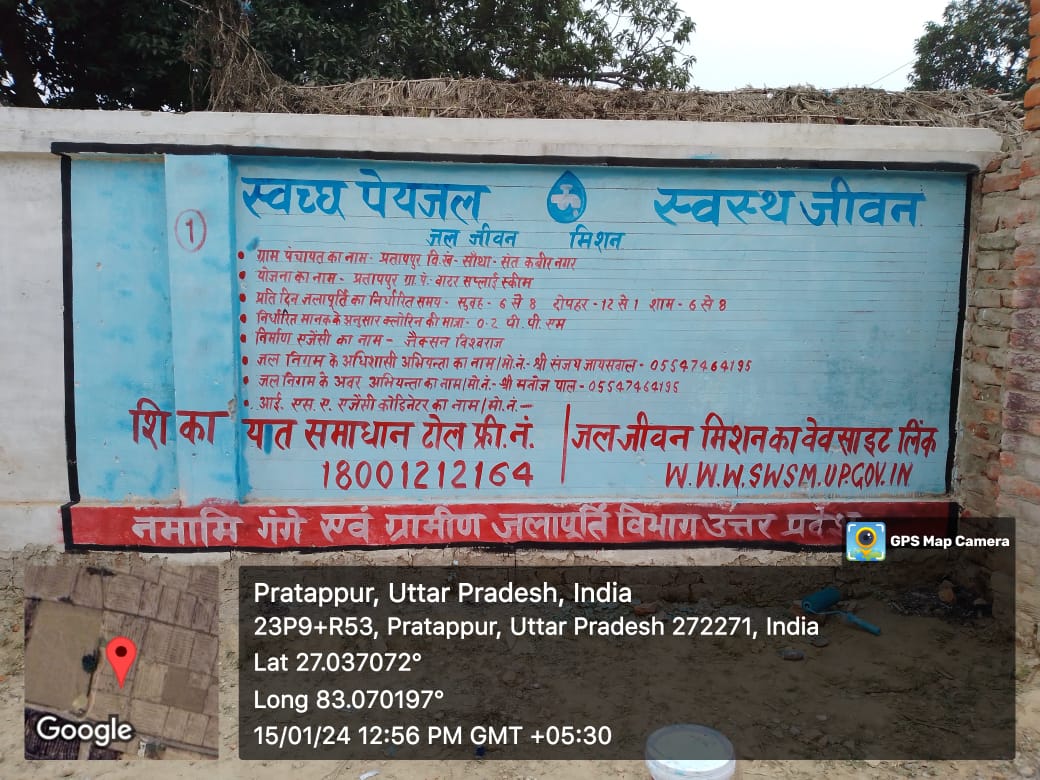 स्वच्छ पेयजल स्वस्थ जीवन
जल जीवन मिशन
1
• ग्राम पंचायत का नाम- प्रतापपुर वि.ख- सौथा- संत कबीर नगर
• योजना का नाम- प्रतापपुर ग्रा.पे. वाटर सप्लाई स्कीम
• प्रति दिन जलापूर्ति का निर्धारित समय- सुवह- 6 से 8 दोपहर- 12 से 1 शाम- 6 से 8
• निर्धारित मानक के अनुसार क्लोरिन की मात्रा- 0.2 पी.पी.एम
• निर्माण एजेंसी का नाम- जैक्सन विश्वराज
• जल निगम के अधिशासी अभियन्ता का नाम/मो.नं.- श्री संजय जायसवाल- 05547464195
• जल निगम के अवर अभियन्ता का नाम/मो.नं.- श्री मनोज पाल- 05547464195
• आई. एस. ए. एजेंसी कोडिनेटर का नाम/मो.नं.-
शिकायात समाधान टोल फ्री.नं.
18001212164
जल जीवन मिशन का वेवसाइट लिंक
W.W.W.SWSM.UP.GOV.IN
नमामि गंगे एवं ग्रामीण जलापूर्ति विभाग उत्तर प्रदेश
GPS Map Camera
Google
Pratappur, Uttar Pradesh, India
23P9+R53, Pratappur, Uttar Pradesh 272271, India
Lat 27.037072°
Long 83.070197°
15/01/24 12:56 PM GMT +05:30